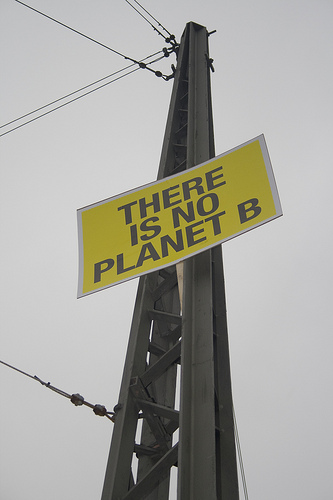 THERE
IS NO
PLANET B